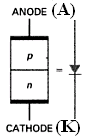 ANODE (A)
p
=
n
CATHODE (K)